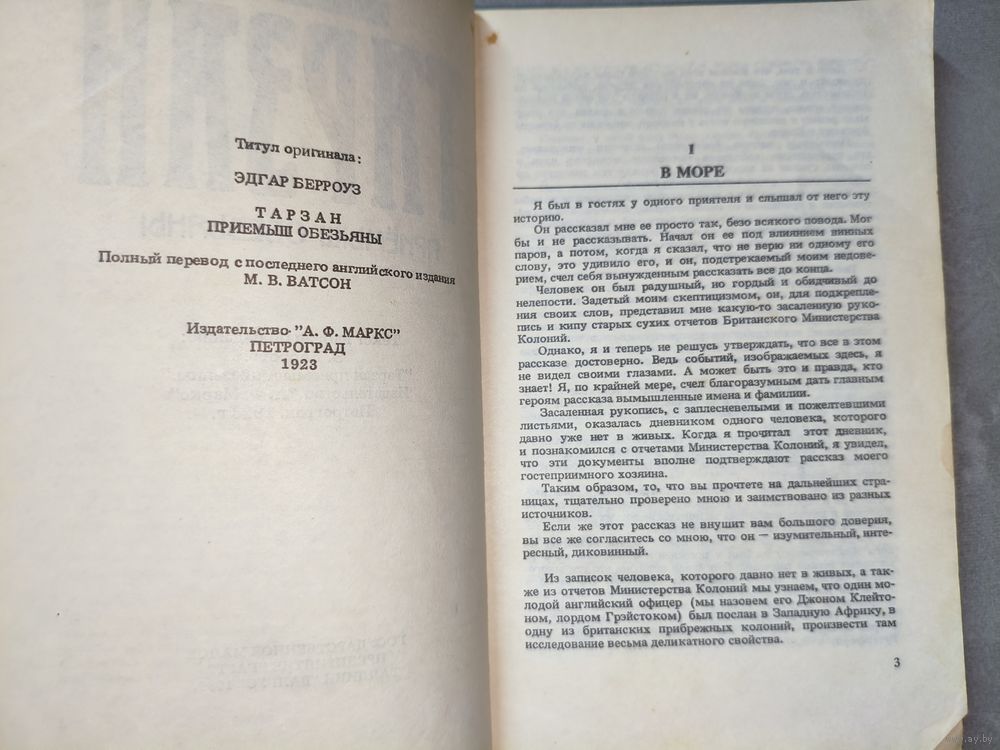 Титул оригинала:
ЭДГАР БЕРРОУЗ
ТАРЗАН
ПРИЕМЫШ ОБЕЗЬЯНЫ
Полный перевод с последнего английского издания
М. В. ВАТСОН
Издательство "А. Ф. МАРКС"
ПЕТРОГРАД
1923
1
В МОРЕ
Я был в гостях у одного приятеля и слышал от него эту
историю.
Он рассказал мне ее просто так, безо всякого повода. Мог
бы и не рассказывать. Начал он ее под влиянием винных
паров, а потом, когда я сказал, что не верю ни одному его
слову, это удивило его, и он, подстрекаемый моим недове-
рием, счел себя вынужденным рассказать все до конца.
Человек он был радушный, но гордый и обидчивый до
нелепости. Задетый моим скептицизмом, он, для подкрепле-
ния своих слов, представил мне какую-то засаленную руко-
пись и кипу старых сухих отчетов Британского Министерства
Колоний.
Однако, я и теперь не решусь утверждать, что все в этом
рассказе достоверно. Ведь событий, изображаемых здесь, я
не видел своими глазами. А может быть это и правда, кто
знает! Я, по крайней мере, счел благоразумным дать главным
героям рассказа вымышленные имена и фамилии.
Засаленная рукопись, с заплесневелыми и пожелтевшими
листьями, оказалась дневником одного человека, которого
давно уже нет в живых. Когда я прочитал этот дневник,
и познакомился с отчетами Министерства Колоний, я увидел,
что эти документы вполне подтверждают рассказ моего
гостеприимного хозяина.
Таким образом, то, что вы прочтете на дальнейших стра-
ницах, тщательно проверено мною и заимствовано из разных
источников.
Если же этот рассказ не внушит вам большого доверия,
вы все же согласитесь со мною, что он — изумительный, инте-
ресный, диковинный.
Из записок человека, которого давно нет в живых, а так-
же из отчетов Министерства Колоний мы узнаем, что один мо-
лодой английский офицер (мы назовем его Джоном Клейто-
ном, лордом Грэйстоком) был послан в Западную Африку, в
одну из британских прибрежных колоний, произвести там
исследование весьма деликатного свойства.
3
www.ay.by